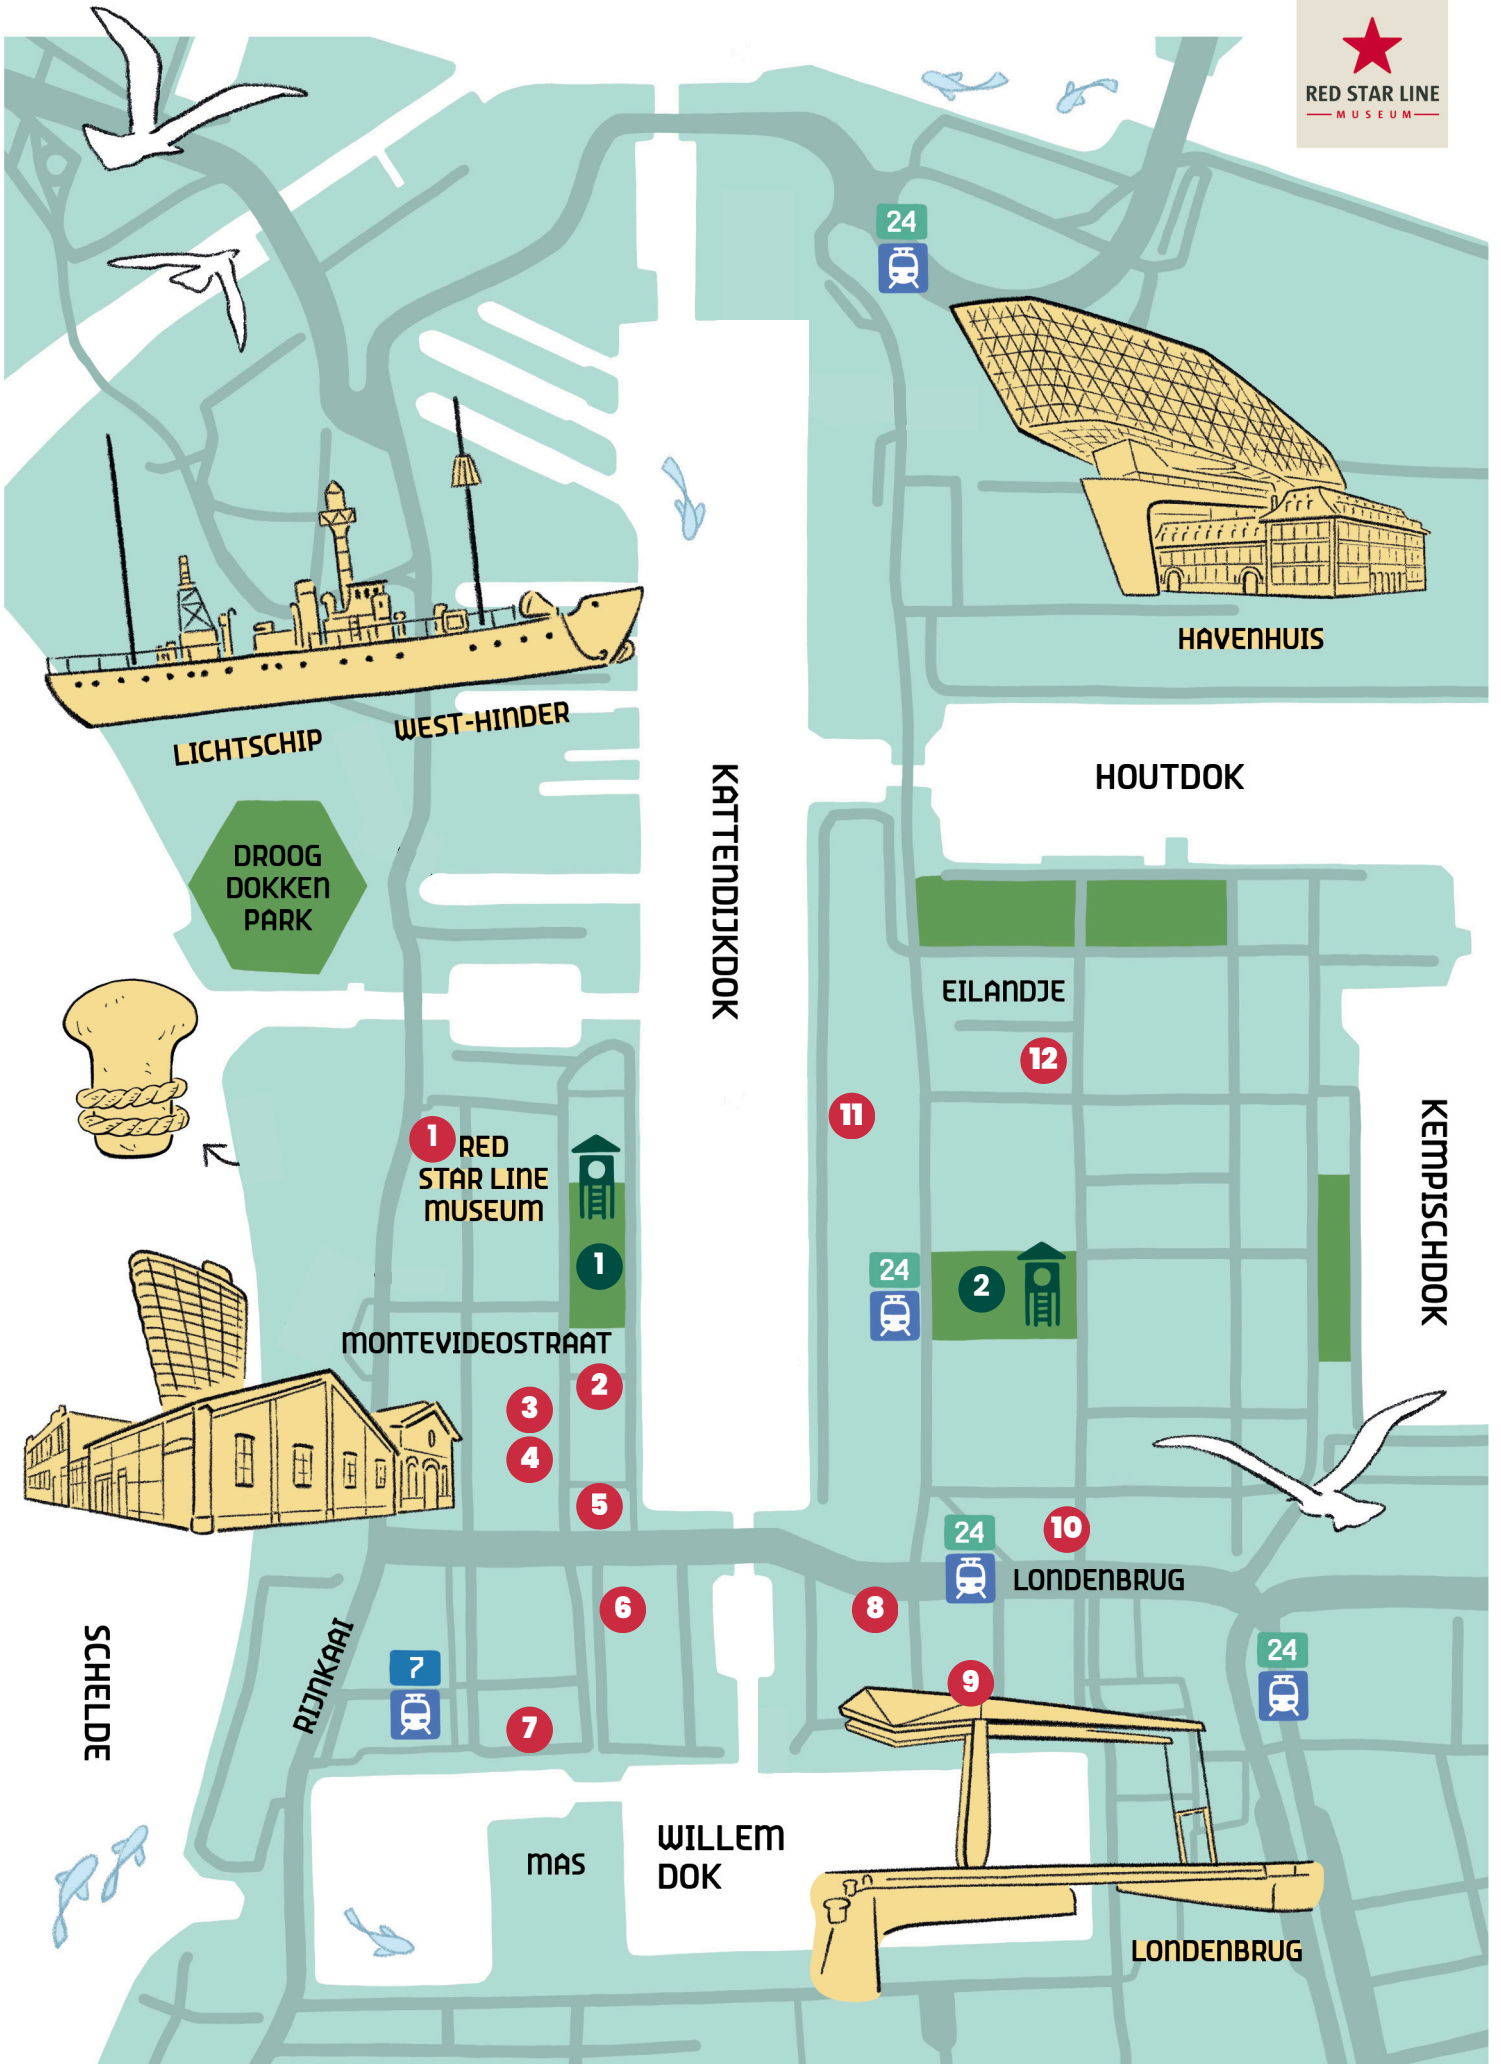 RED STAR LINE
MUSEUM
24
HAVENHUIS
LICHTSCHIP
WEST-HINDER
KATTENDIJKDOK
HOUTDOK
DROOG
DOKKEN
PARK
EILANDJE
12
11
1 RED
STAR LINE
MUSEUM
KEMPISCHDOK
1
24
2
MONTEVIDEOSTRAAT
2
3
4
5
10
24
LONDENBRUG
6
8
SCHELDE
RIJNKAAI
7
24
9
7
MAS
WILLEM
DOK
LONDENBRUG